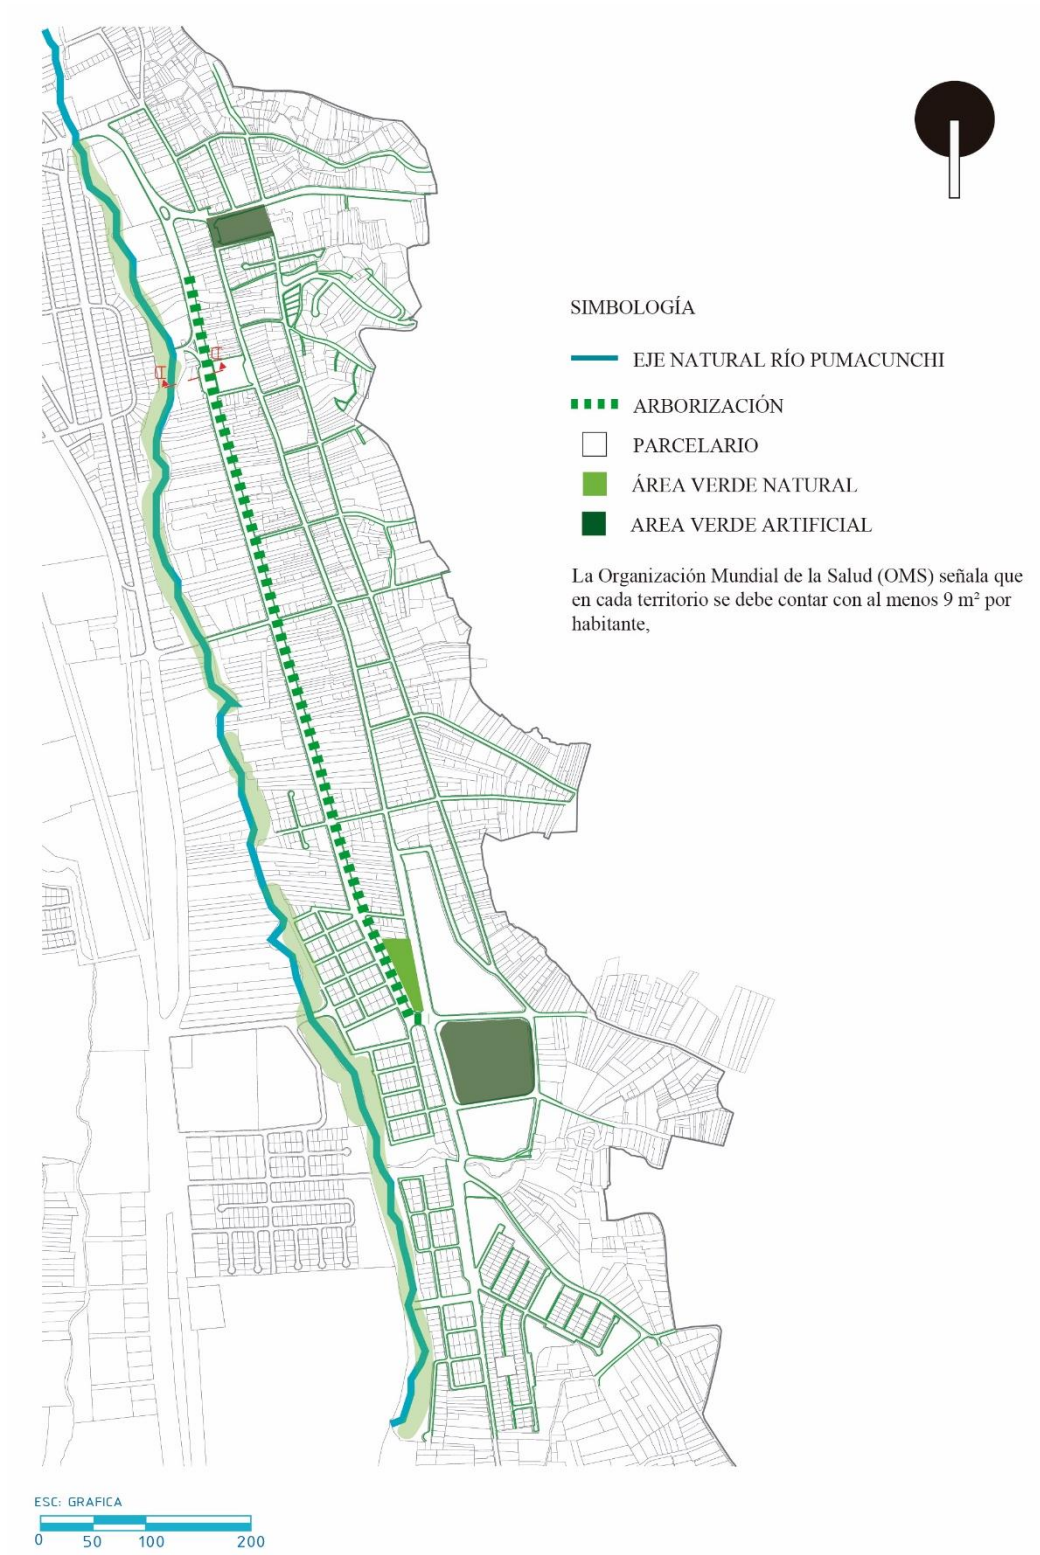 SIMBOLOGÍA
EJE NATURAL RÍO PUMACUNCHI
ARBORIZACIÓN
PARCELARIO
ÁREA VERDE NATURAL
AREA VERDE ARTIFICIAL
La Organización Mundial de la Salud (OMS) señala que
en cada territorio se debe contar con al menos 9 m² por
habitante,
ESC: GRAFICA
0 50 100 200